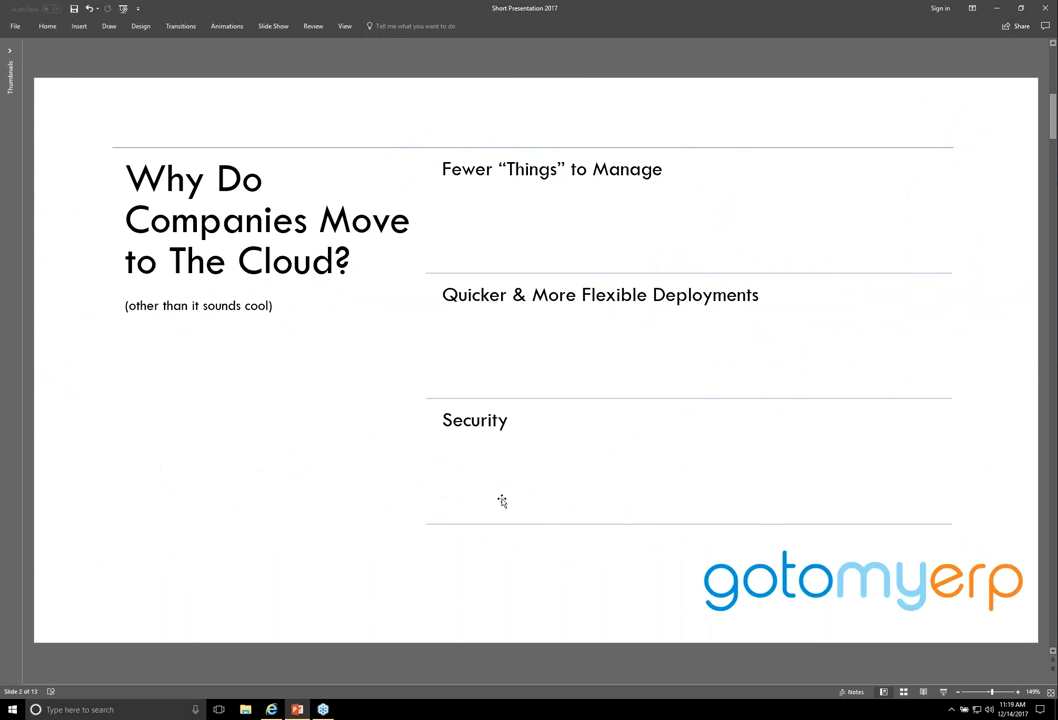 AutoSave
Short Presentation 2017
Sign in
File Home Insert Draw Design Transitions Animations Slide Show Review View Tell me what you want to do
Share
Thumbnails
Why Do
Companies Move
to The Cloud?
(other than it sounds cool)
Fewer “Things” to Manage
Quicker & More Flexible Deployments
Security
gotomyerp
Slide 2 of 13
Notes
149%
Type here to search
11:19 AM
12/14/2017